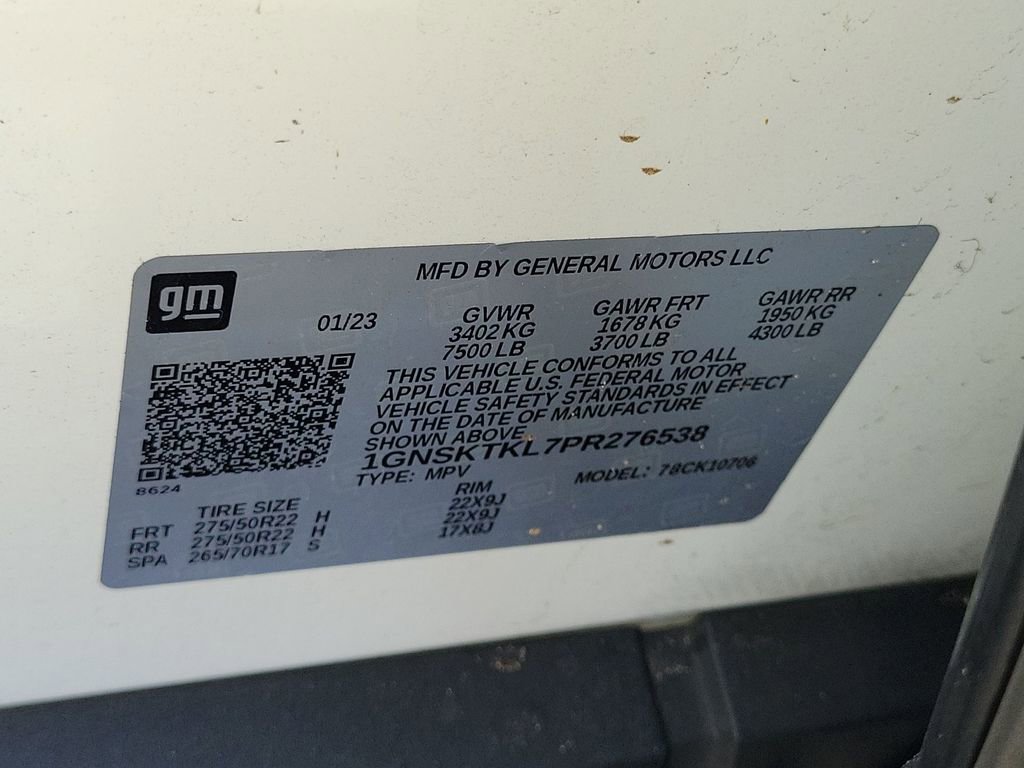 gm
MFD BY GENERAL MOTORS LLC
01/23
GVWR GAWR FRT GAWR RR
3402 KG 1678 KG 1950 KG
7500 LB 3700 LB 4300 LB
THIS VEHICLE CONFORMS TO ALL
APPLICABLE U.S. FEDERAL MOTOR
VEHICLE SAFETY STANDARDS IN EFFECT
ON THE DATE OF MANUFACTURE
SHOWN ABOVE
1GNSKTKL7PR276538
TYPE: MPV MODEL: 78CK10706
8624
TIRE SIZE RIM
FRT 275/50R22 H 22X9J
RR 275/50R22 H 22X9J
SPA 265/70R17 S 17X8J